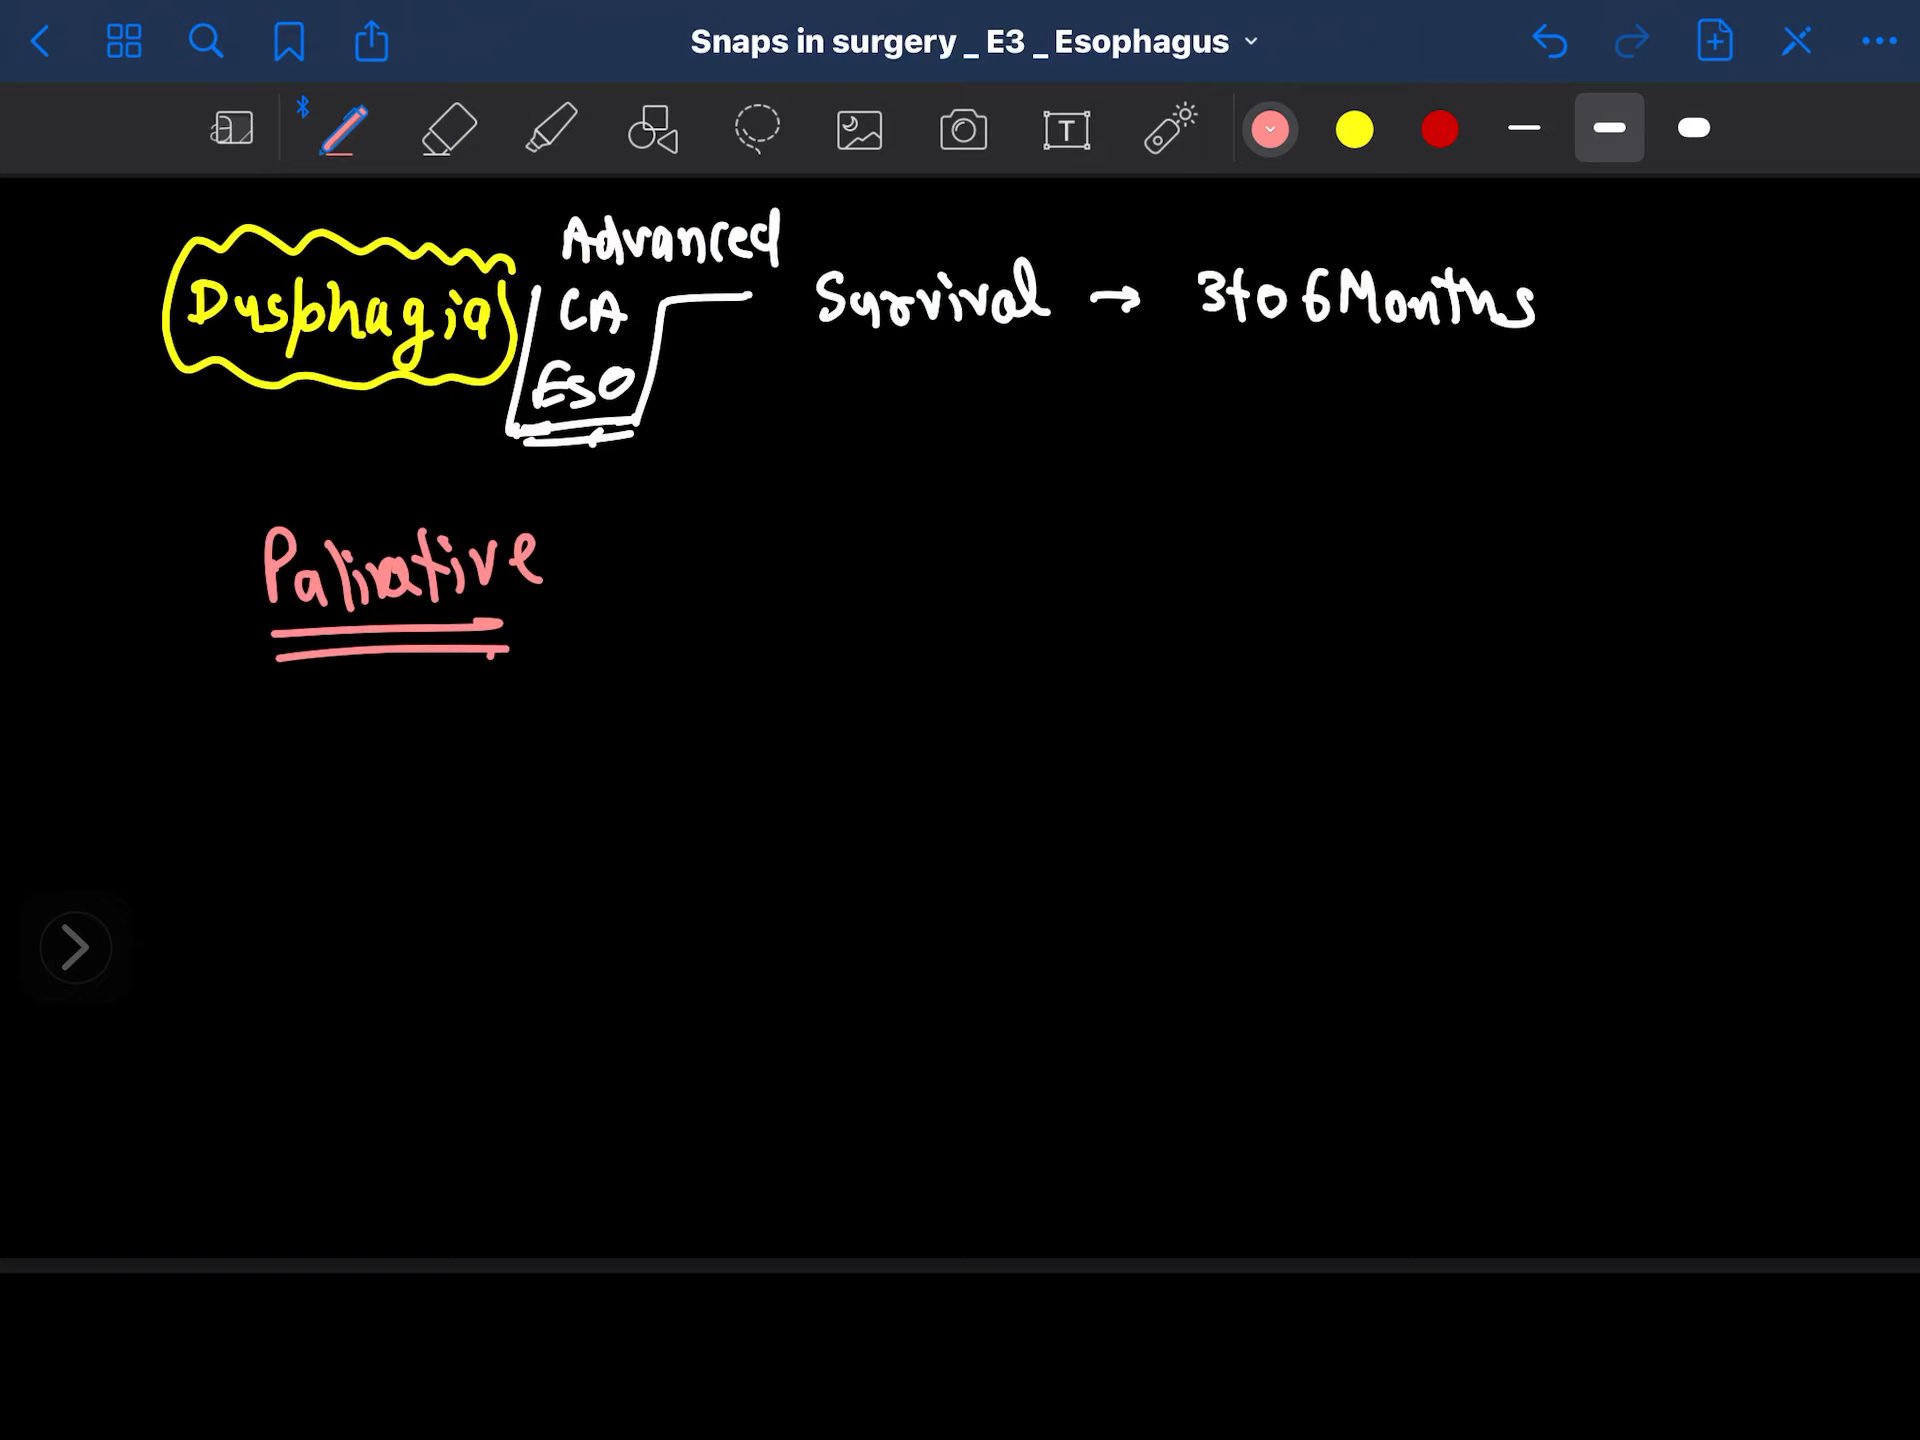 Snaps in surgery _ E3 _ Esophagus
Advanced
Dysphagia CA Survival → 3 to 6 Months
Eso
Paliative